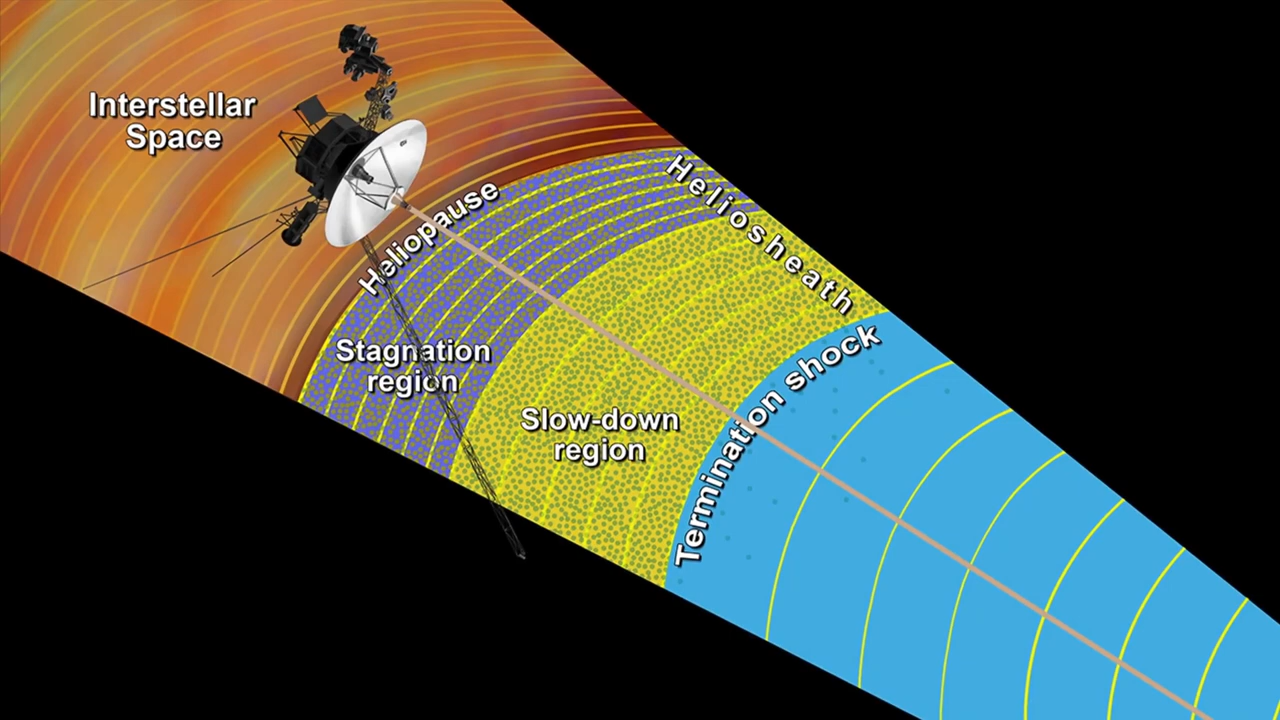 Interstellar
Space
Heliopause
Heliosheath
Stagnation
region
Slow-down
region
Termination shock